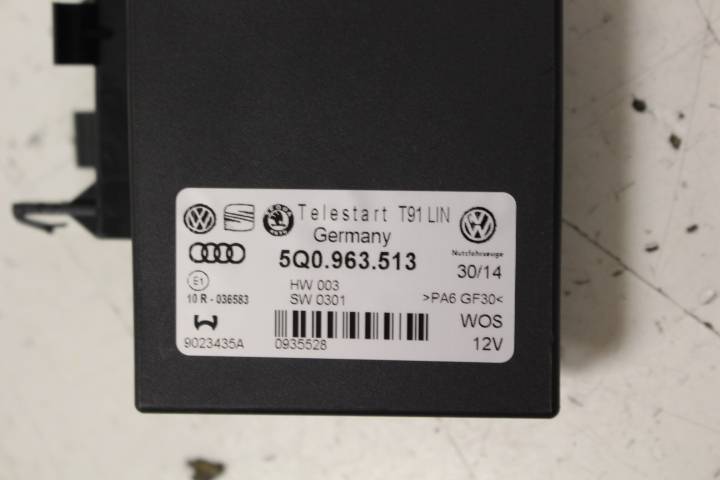 Telestart T91 LIN
Germany
Nutzfahrzeuge
5Q0.963.513
30/14
E1
HW 003
10 R - 036583
SW 0301
>PA6 GF30<
WOS
9023435A
0935528
12V